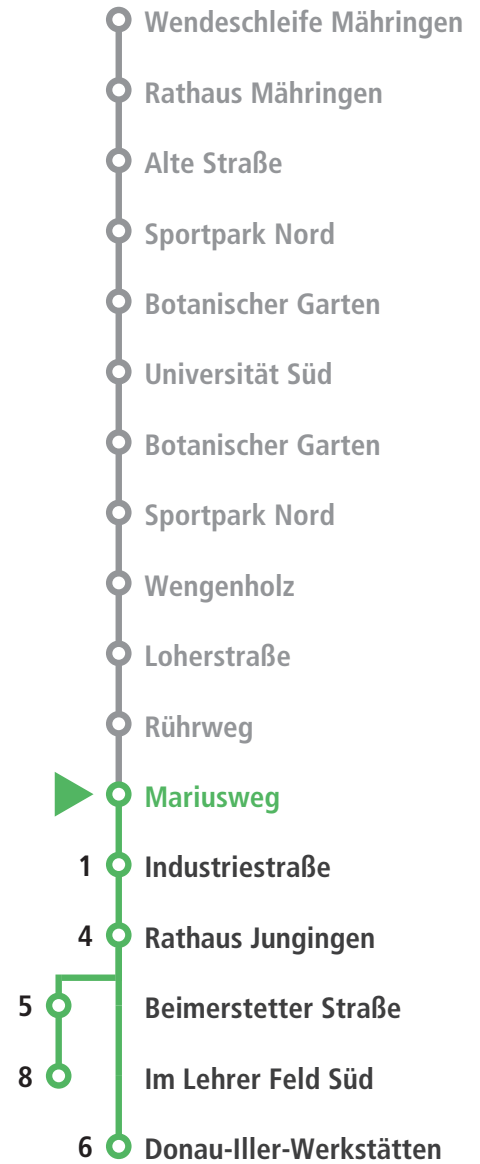 Wendeschleife Mähringen
Rathaus Mähringen
Alte Straße
Sportpark Nord
Botanischer Garten
Universität Süd
Botanischer Garten
Sportpark Nord
Wengenholz
Loherstraße
Rührweg
Mariusweg
1 Industriestraße
4 Rathaus Jungingen
5 Beimerstetter Straße
8 Im Lehrer Feld Süd
6 Donau-Iller-Werkstätten